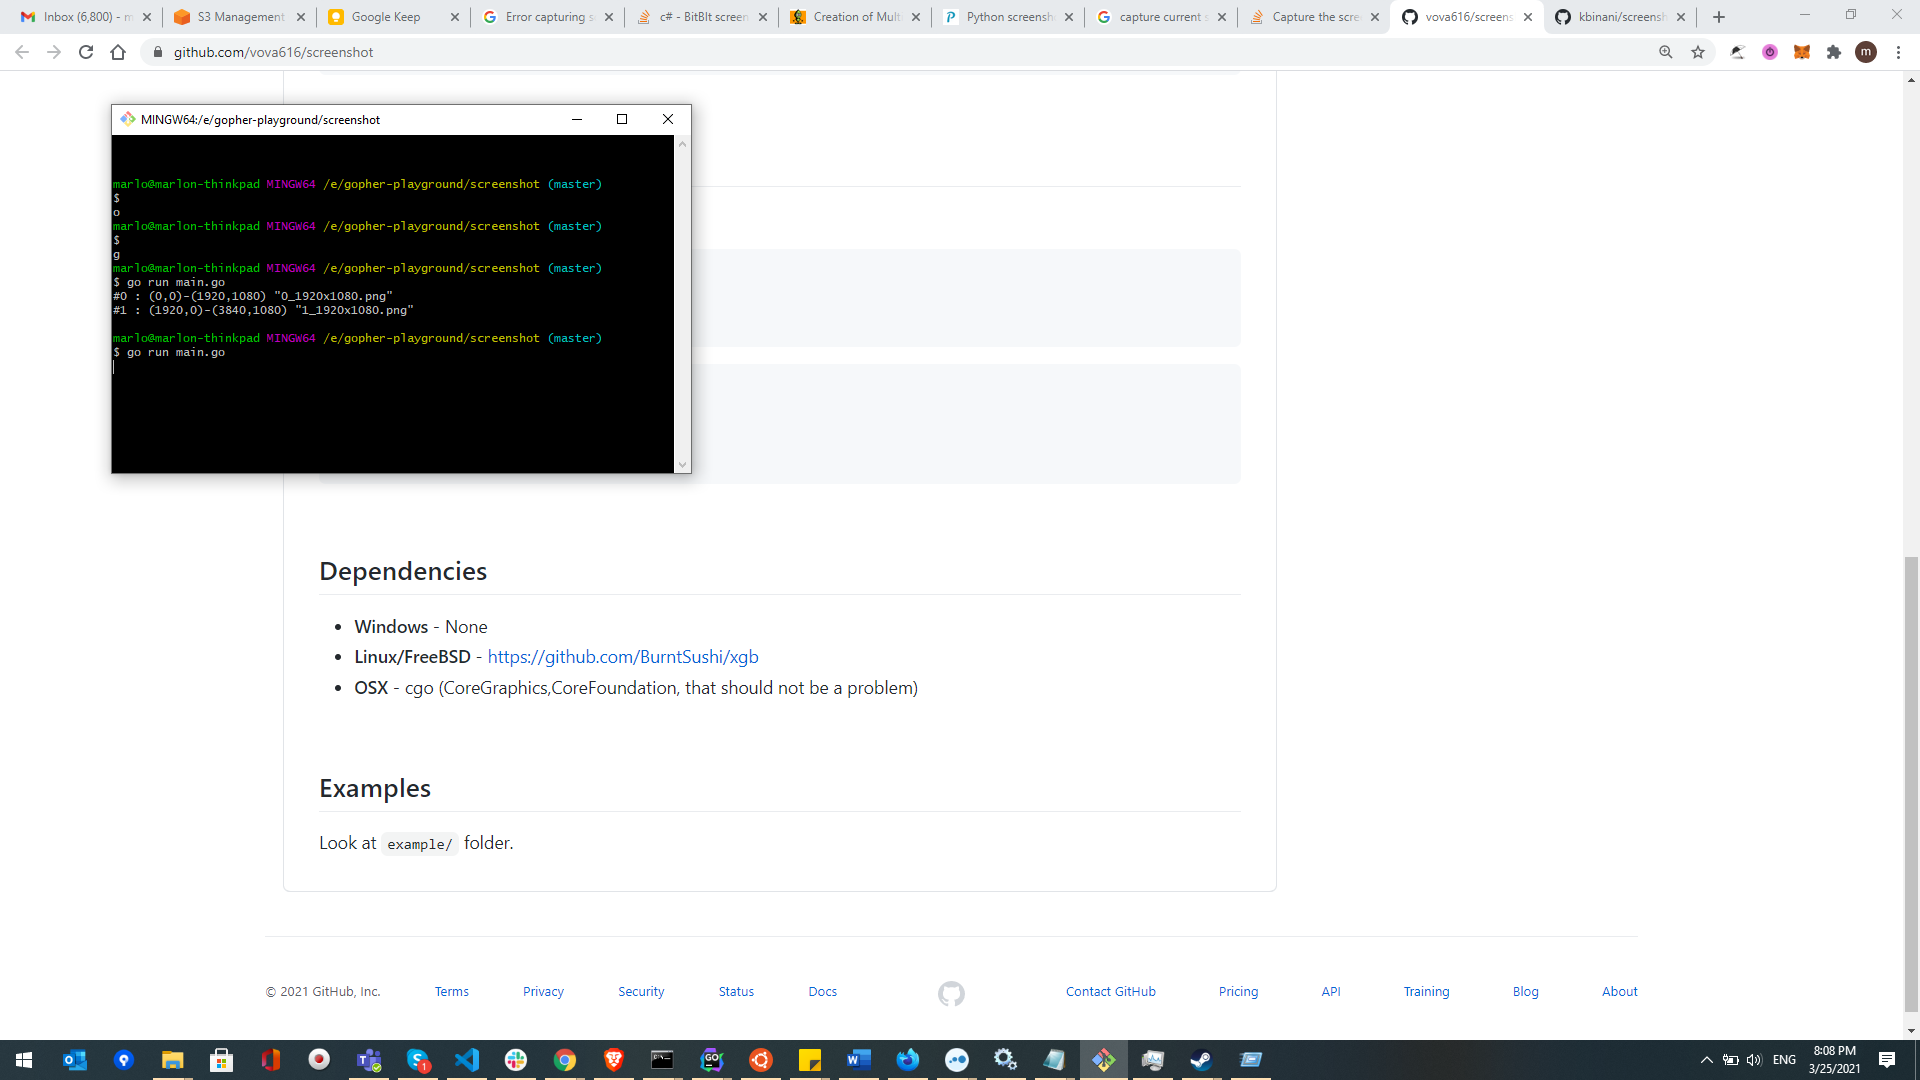 Inbox (6,800) - m
S3 Management
Google Keep
Error capturing s
c# - BitBlt screen
Creation of Mult
Python screensh
capture current s
Capture the scre
vova616/screens
kbinani/screensh
github.com/vova616/screenshot
m
MINGW64:/e/gopher-playground/screenshot
marlo@marlon-thinkpad MINGW64 /e/gopher-playground/screenshot (master)
$
o
marlo@marlon-thinkpad MINGW64 /e/gopher-playground/screenshot (master)
$
g
marlo@marlon-thinkpad MINGW64 /e/gopher-playground/screenshot (master)
$ go run main.go
#0 : (0,0)-(1920,1080) "0_1920x1080.png"
#1 : (1920,0)-(3840,1080) "1_1920x1080.png"
marlo@marlon-thinkpad MINGW64 /e/gopher-playground/screenshot (master)
$ go run main.go
Dependencies
• Windows - None
• Linux/FreeBSD - https://github.com/BurntSushi/xgb
• OSX - cgo (CoreGraphics,CoreFoundation, that should not be a problem)
Examples
Look at example/ folder.
© 2021 GitHub, Inc.
Terms
Privacy
Security
Status
Docs
Contact GitHub
Pricing
API
Training
Blog
About
1
GO
ENG
8:08 PM
3/25/2021